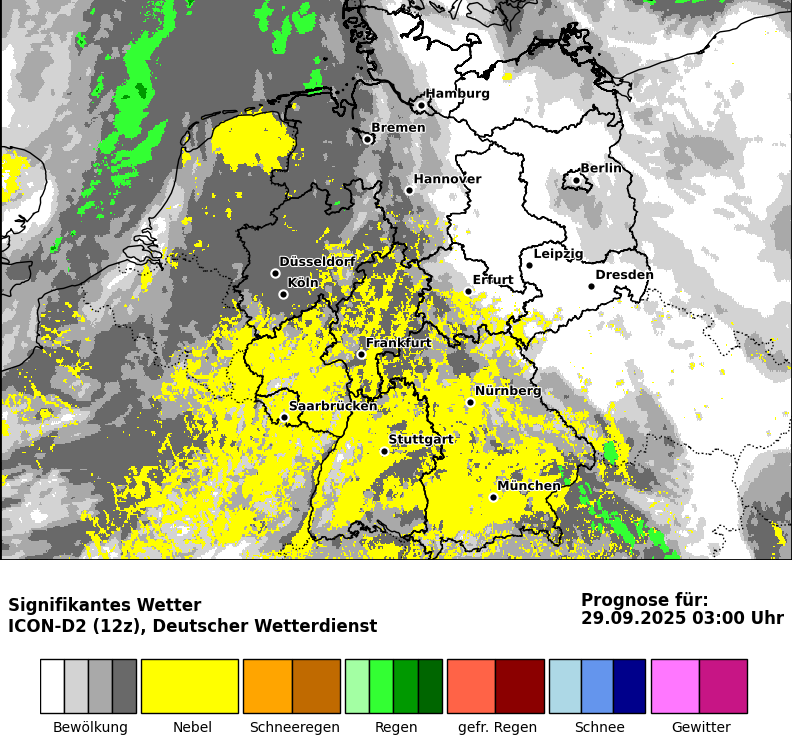 Hamburg
Bremen
Berlin
Hannover
Leipzig
Düsseldorf
Dresden
Köln
Erfurt
Frankfurt
Nürnberg
Saarbrücken
Stuttgart
München
Signifikantes Wetter
ICON-D2 (12z), Deutscher Wetterdienst
Prognose für:
29.09.2025 03:00 Uhr
Bewölkung Nebel Schneeregen Regen gefr. Regen Schnee Gewitter